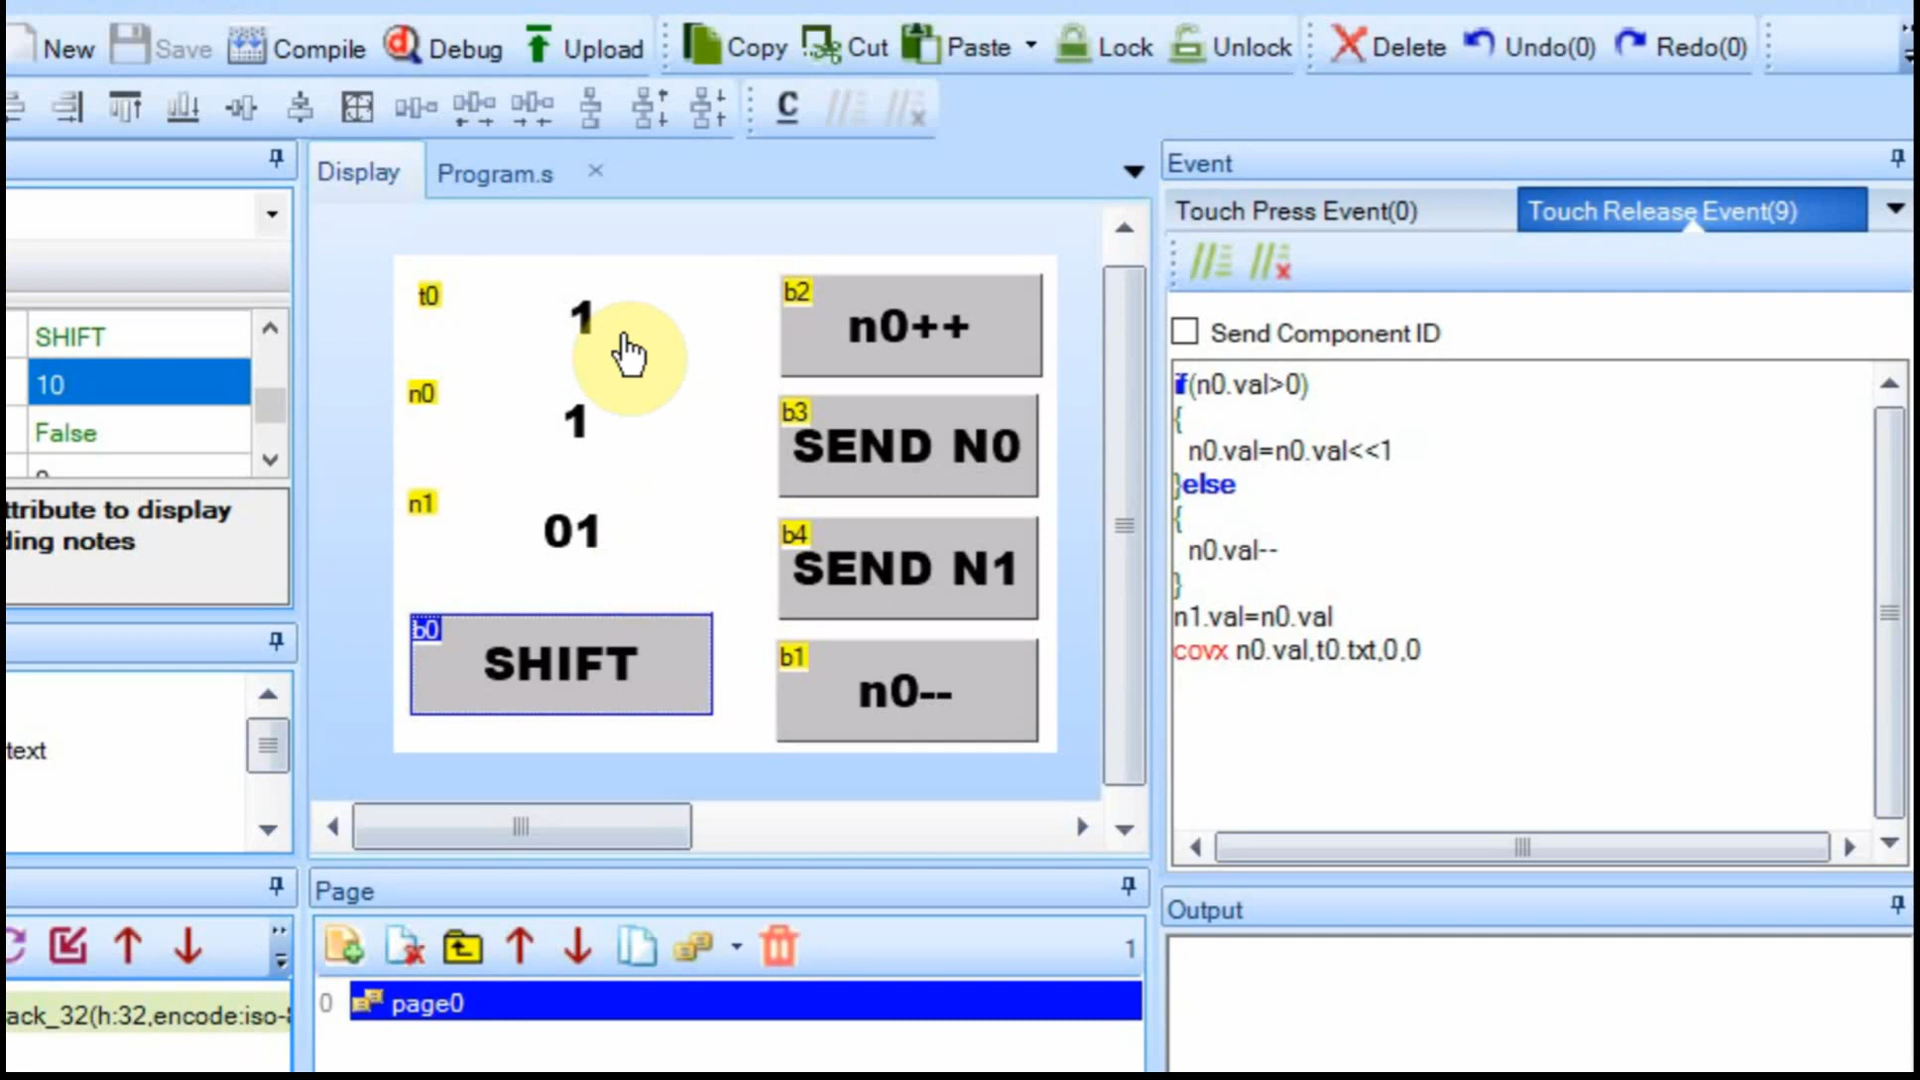 New Save Compile Debug Upload Copy Cut Paste Lock Unlock Delete Undo(0) Redo(0)
C
Display Program.s
Event
Touch Press Event(0) Touch Release Event(9)
Send Component ID
SHIFT
10
False
0
ttribute to display
ding notes
text
ack_32(h:32,encode:iso-8
t0 1
n0 1
n1 01
b0 SHIFT
b2 n0++
b3 SEND N0
b4 SEND N1
b1 n0--
if(n0.val>0)
{
n0.val=n0.val<<1
}else
{
n0.val--
}
n1.val=n0.val
covx n0.val,t0.txt,0,0
Page
1
0 page0
Output